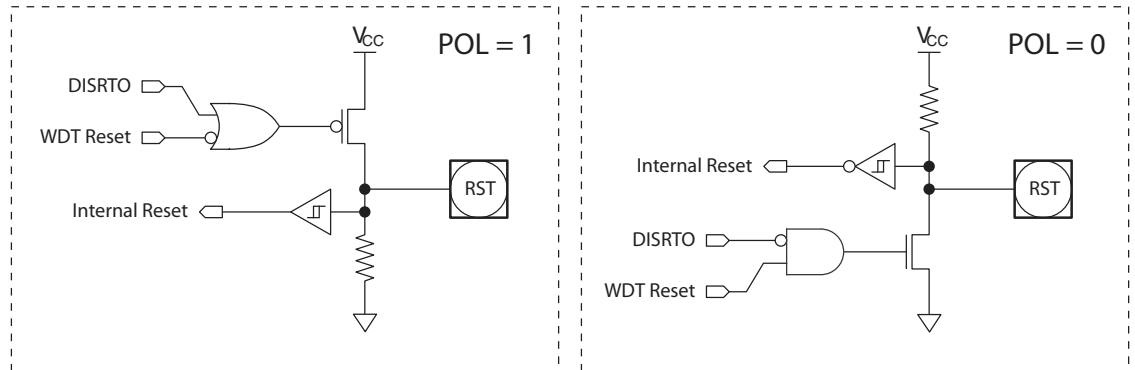 VCC
POL = 1
DISRTO
WDT Reset
RST
Internal Reset
VCC
POL = 0
Internal Reset
RST
DISRTO
WDT Reset